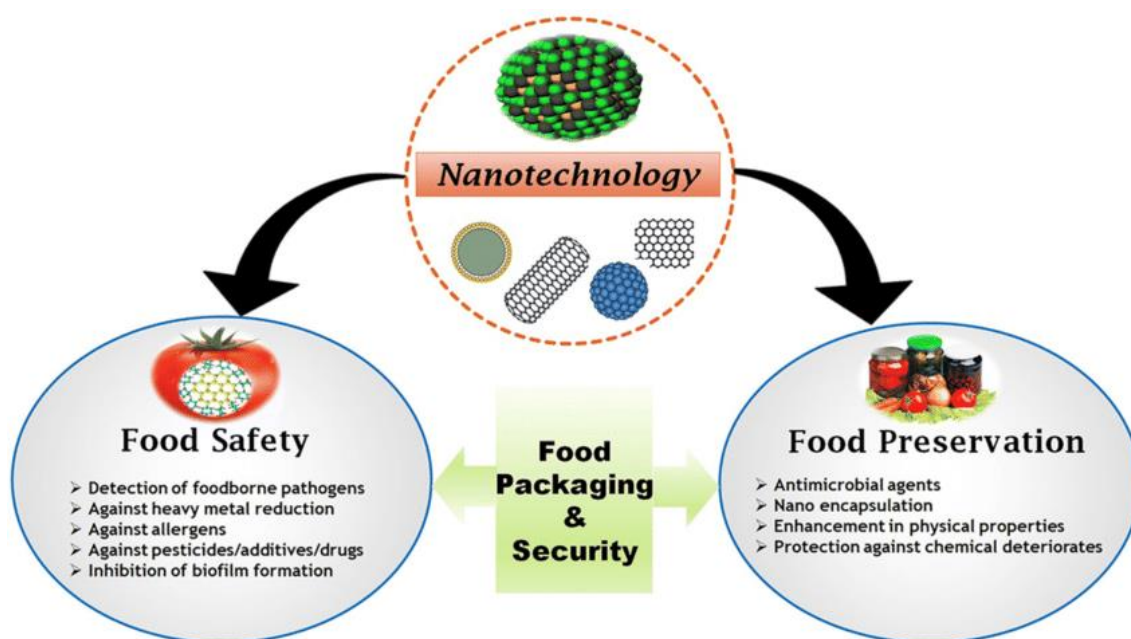 Nanotechnology
Food Safety
➢ Detection of foodborne pathogens
➢ Against heavy metal reduction
➢ Against allergens
➢ Against pesticides/additives/drugs
➢ Inhibition of biofilm formation
Food
Packaging
&
Security
Food Preservation
➢ Antimicrobial agents
➢ Nano encapsulation
➢ Enhancement in physical properties
➢ Protection against chemical deteriorates